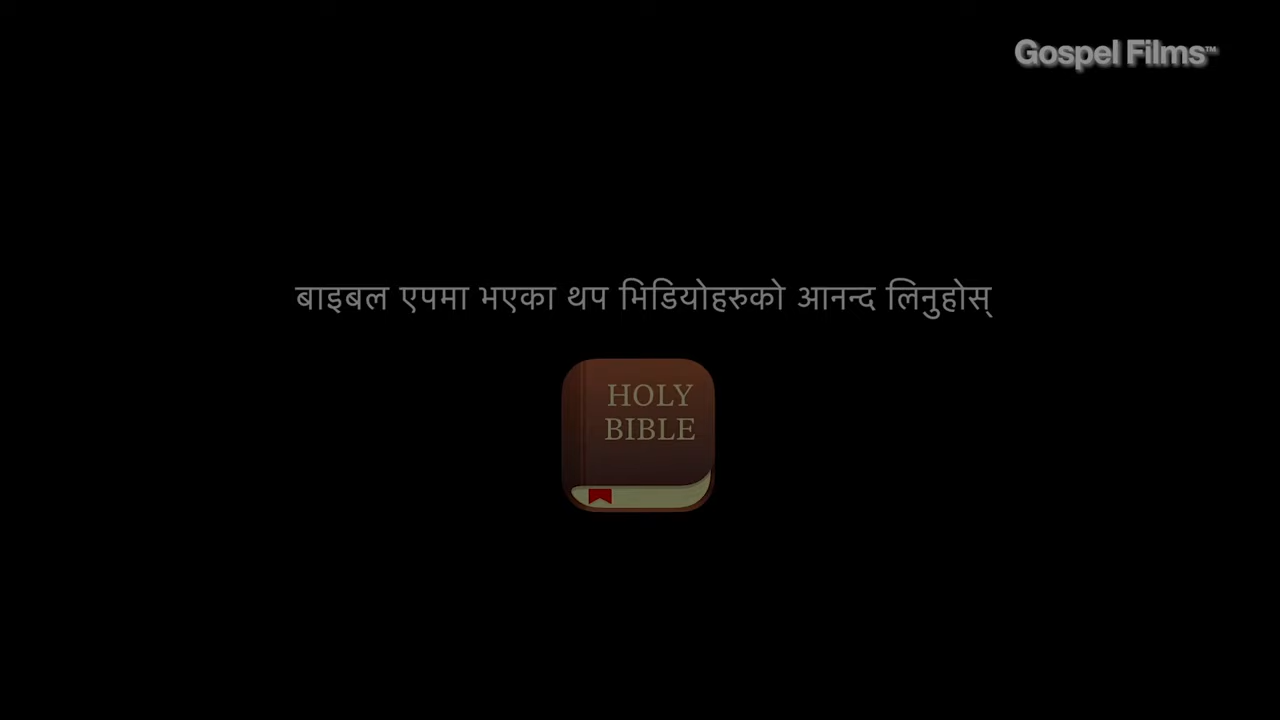 Gospel Films™
बाइबल एपमा भएका थप भिडियोहरुको आनन्द लिनुहोस्
HOLY
BIBLE